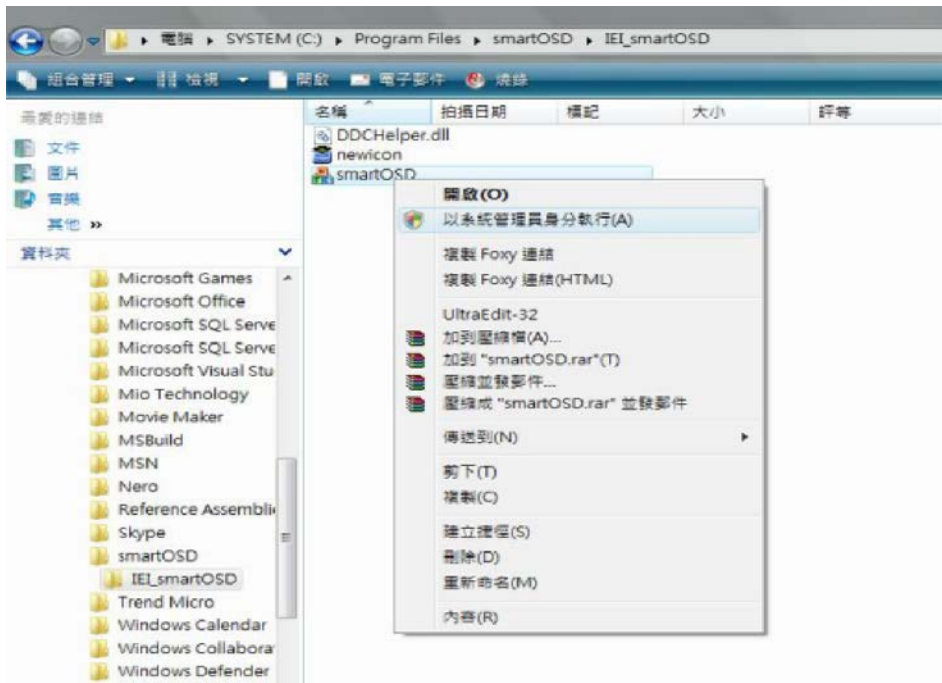 電腦 ▸ SYSTEM (C:) ▸ Program Files ▸ smartOSD ▸ IEI_smartOSD
組合管理 檢視 開啟 電子郵件 燒錄
最愛的連結
文件
圖片
音樂
其他 »
資料夾
Microsoft Games
Microsoft Office
Microsoft SQL Serve
Microsoft SQL Serve
Microsoft Visual Stu
Mio Technology
Movie Maker
MSBuild
MSN
Nero
Reference Assembli
Skype
smartOSD
IEI_smartOSD
Trend Micro
Windows Calendar
Windows Collabora
Windows Defender
名稱 拍攝日期 標記 大小 評等
DDCHelper.dll
newicon
smartOSD
開啟(O)
以系統管理員身分執行(A)
複製 Foxy 連結
複製 Foxy 連結(HTML)
UltraEdit-32
加到壓縮檔(A)...
加到 "smartOSD.rar"(T)
壓縮並發郵件...
壓縮成 "smartOSD.rar" 並發郵件
傳送到(N)
剪下(T)
複製(C)
建立捷徑(S)
刪除(D)
重新命名(M)
內容(R)